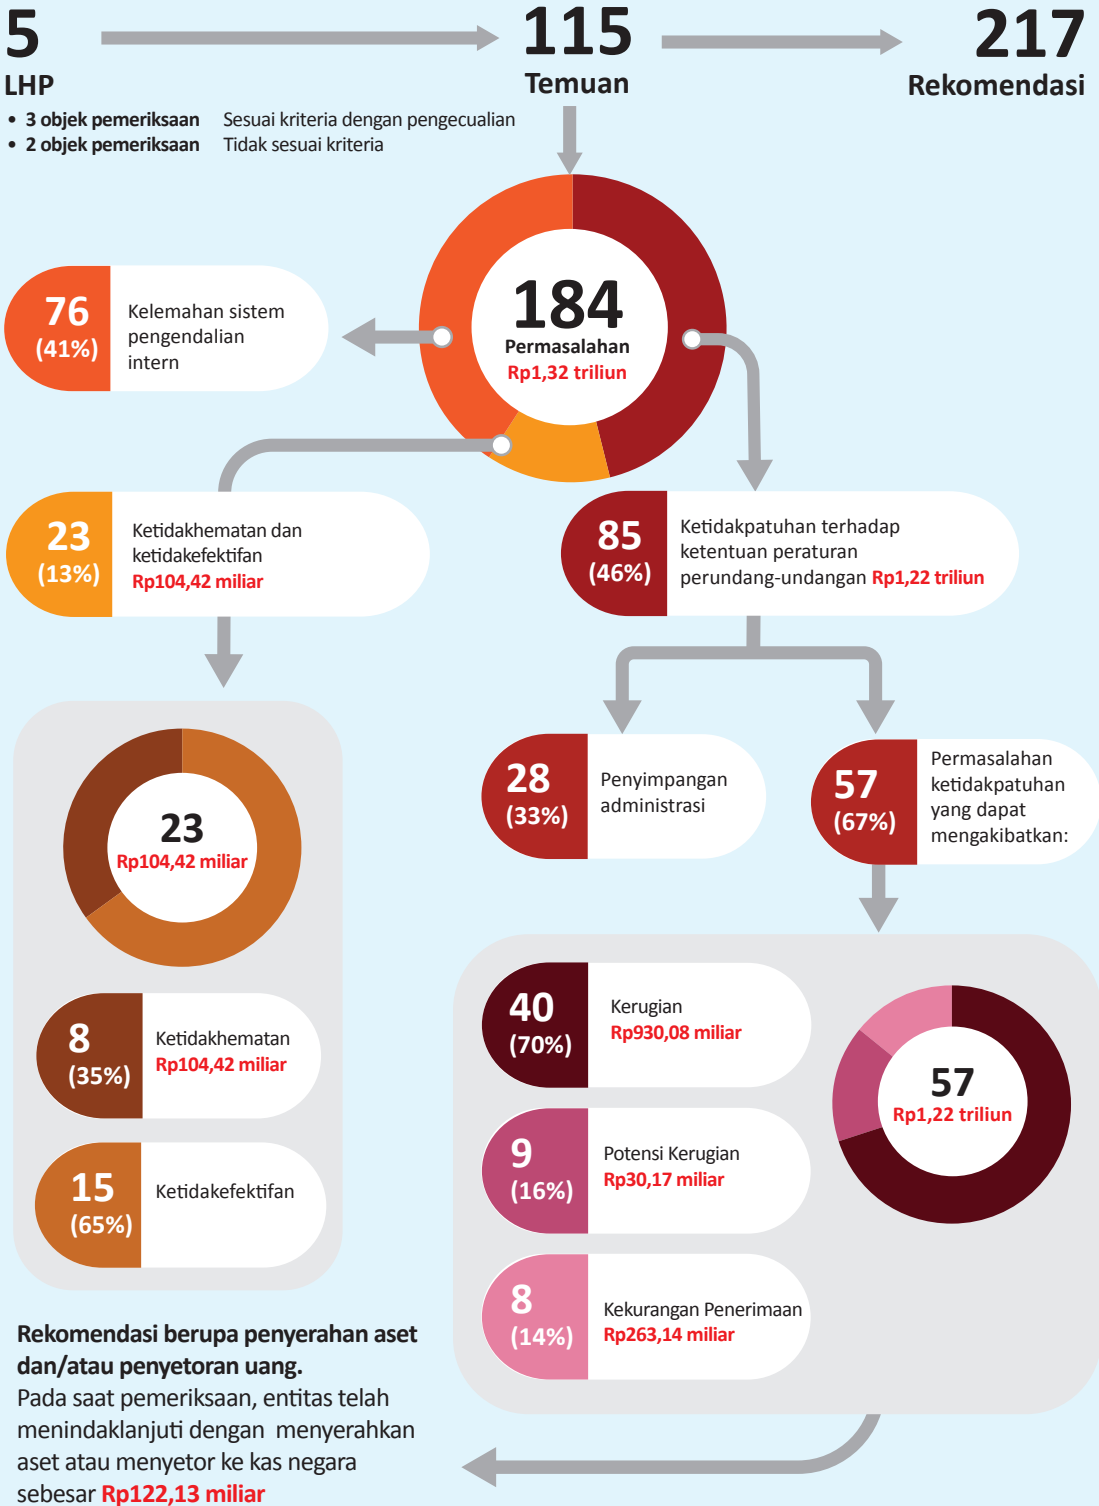 5
LHP
115
Temuan
217
Rekomendasi
• 3 objek pemeriksaan Sesuai kriteria dengan pengecualian
• 2 objek pemeriksaan Tidak sesuai kriteria
184
Permasalahan
Rp1,32 triliun
76
(41%)
Kelemahan sistem
pengendalian
intern
23
(13%)
Ketidakhematan dan
ketidakefektifan
Rp104,42 miliar
85
(46%)
Ketidakpatuhan terhadap
ketentuan peraturan
perundang-undangan Rp1,22 triliun
28
(33%)
Penyimpangan
administrasi
57
(67%)
Permasalahan
ketidakpatuhan
yang dapat
mengakibatkan:
23
Rp104,42 miliar
8
(35%)
Ketidakhematan
Rp104,42 miliar
15
(65%)
Ketidakefektifan
40
(70%)
Kerugian
Rp930,08 miliar
9
(16%)
Potensi Kerugian
Rp30,17 miliar
8
(14%)
Kekurangan Penerimaan
Rp263,14 miliar
57
Rp1,22 triliun
Rekomendasi berupa penyerahan aset
dan/atau penyetoran uang.
Pada saat pemeriksaan, entitas telah
menindaklanjuti dengan menyerahkan
aset atau menyetor ke kas negara
sebesar Rp122,13 miliar